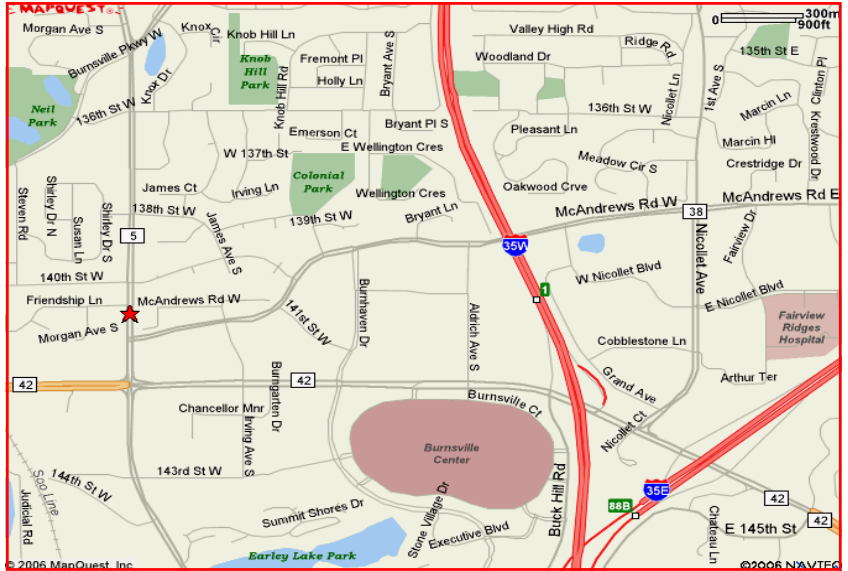 MAPQUEST
300m
0
900ft
Morgan Ave S
Knox Cir
Knob Hill Ln
Valley High Rd
Burnsville Pkwy W
Bryant Ave S
Ridge Rd
135th St E
Knob
Hill
Park
Fremont Pl
Woodland Dr
Holly Ln
Knox Dr
Knob Hill Rd
Nicollet Ln
1st Ave S
Clinton Pl
Neil
Park
136th St W
136th St W
Marcin Ln
Emerson Ct
Bryant Pl S
Pleasant Ln
E Wellington Cres
Marcin Hl
Krestwood Dr
W 137th St
Meadow Cir S
Crestridge Dr
Colonial
Park
James Ct
Irving Ln
Wellington Cres
Oakwood Crve
McAndrews Rd W
McAndrews Rd E
Steven Rd
Shirley Dr N
Susan Ln
Shirley Dr S
138th St W
139th St W
Bryant Ln
38
5
James Ave S
35W
Nicollet Ave
Fairview Dr
140th St W
W Nicollet Blvd
Friendship Ln
McAndrews Rd W
1
E Nicollet Blvd
141st St W
Burnhaven Dr
Aldrich Ave S
Fairview
Ridges
Hospital
Morgan Ave S
Cobblestone Ln
42
42
Burngarten Dr
Grand Ave
Arthur Ter
Chancellor Mnr
Burnsville Ct
Irving Ave S
Nicollet Ct
Burnsville
Center
144th St W
143rd St W
Soo Line
Buck Hill Rd
35E
88B
42
42
Judicial Rd
Summit Shores Dr
Stone Village Dr
Executive Blvd
Chateau Ln
E 145th St
Earley Lake Park
© 2006 MapQuest, Inc.
©2006 NAVTEQ